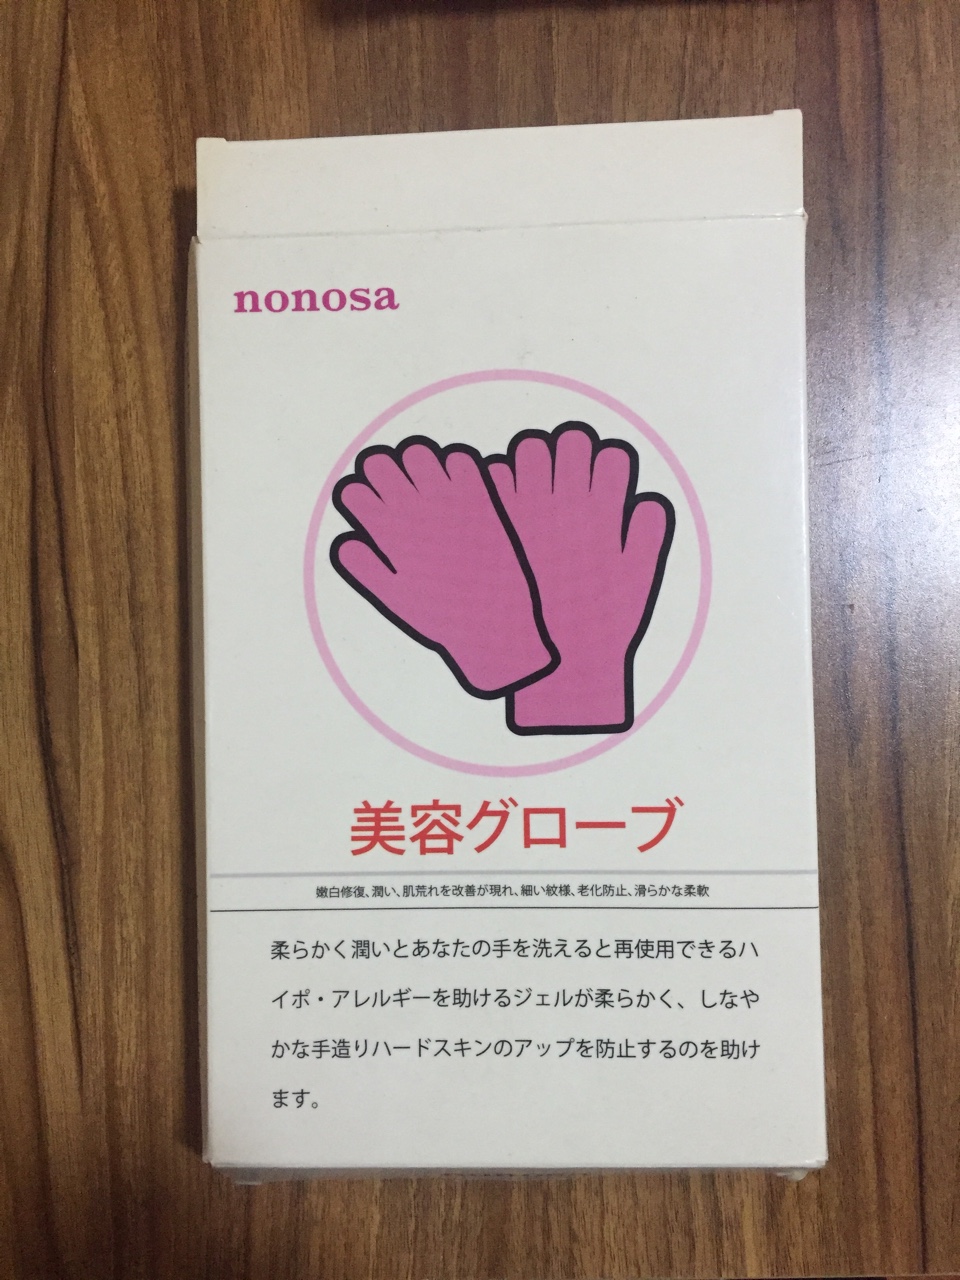 nonosa
美容グローブ
嫩白修復、潤い、肌荒れを改善が現れ、細い紋様、老化防止、滑らかな柔軟
柔らかく潤いとあなたの手を洗えると再使用できるハ
イポ・アレルギーを助けるジェルが柔らかく、しなや
かな手造りハードスキンのアップを防止するのを助け
ます。